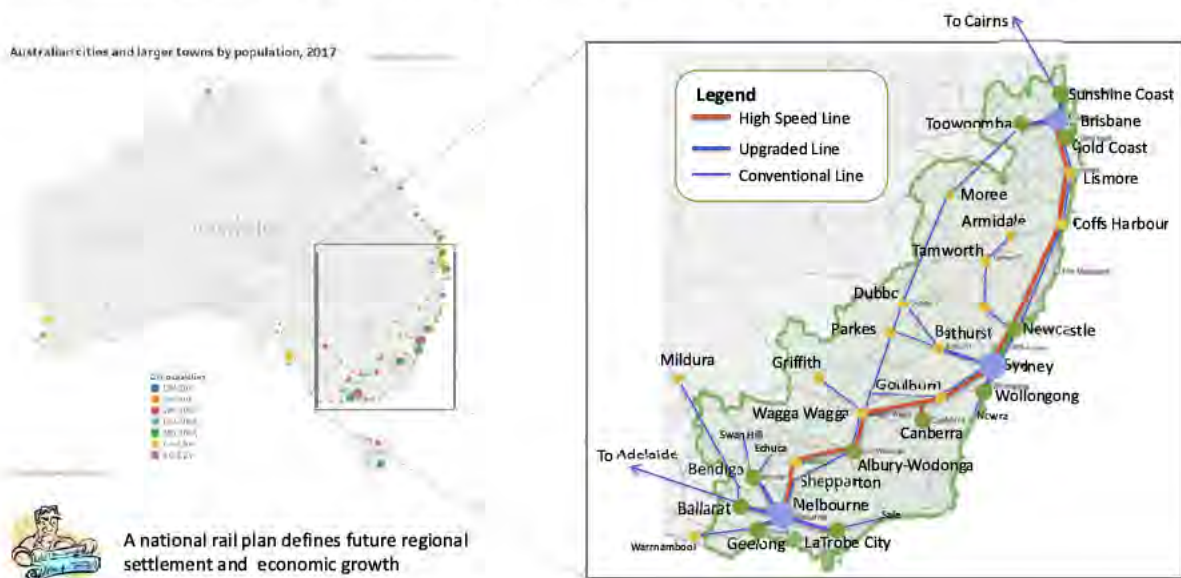 Australian cities and larger towns by population, 2017
To Cairns
Legend
High Speed Line
Upgraded Line
Conventional Line
Sunshine Coast
Toowoomba
Brisbane
Gold Coast
Lismore
Moree
Armidale
Coffs Harbour
Tamworth
Dubbo
Parkes
Bathurst
Newcastle
Sydney
Mildura
Griffith
Goulburn
Wollongong
Wagga Wagga
Nowra
Canberra
Swan Hill
Echuca
To Adelaide
Albury-Wodonga
Bendigo
Shepparton
Ballarat
Melbourne
Sale
Warrnambool
Geelong
LaTrobe City
A national rail plan defines future regional
settlement and economic growth